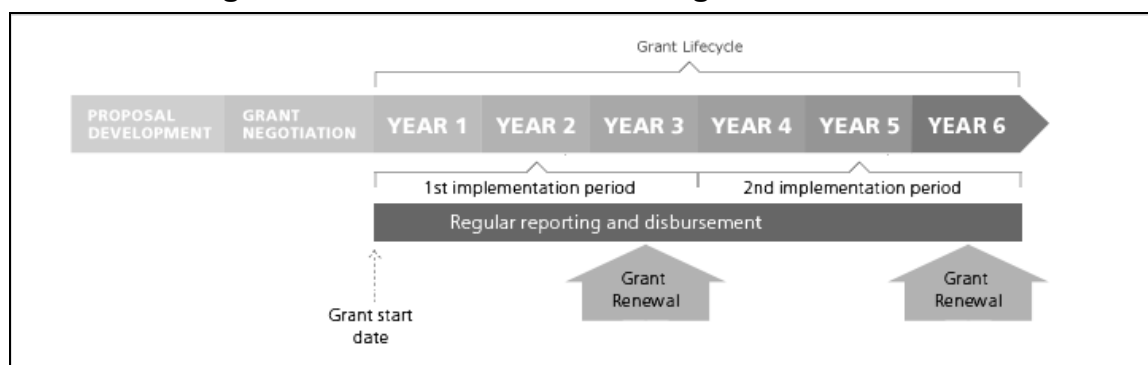 Grant Lifecycle
PROPOSAL
DEVELOPMENT
GRANT
NEGOTIATION
YEAR 1
YEAR 2
YEAR 3
YEAR 4
YEAR 5
YEAR 6
1st implementation period
2nd implementation period
Regular reporting and disbursement
Grant
Renewal
Grant
Renewal
Grant start
date